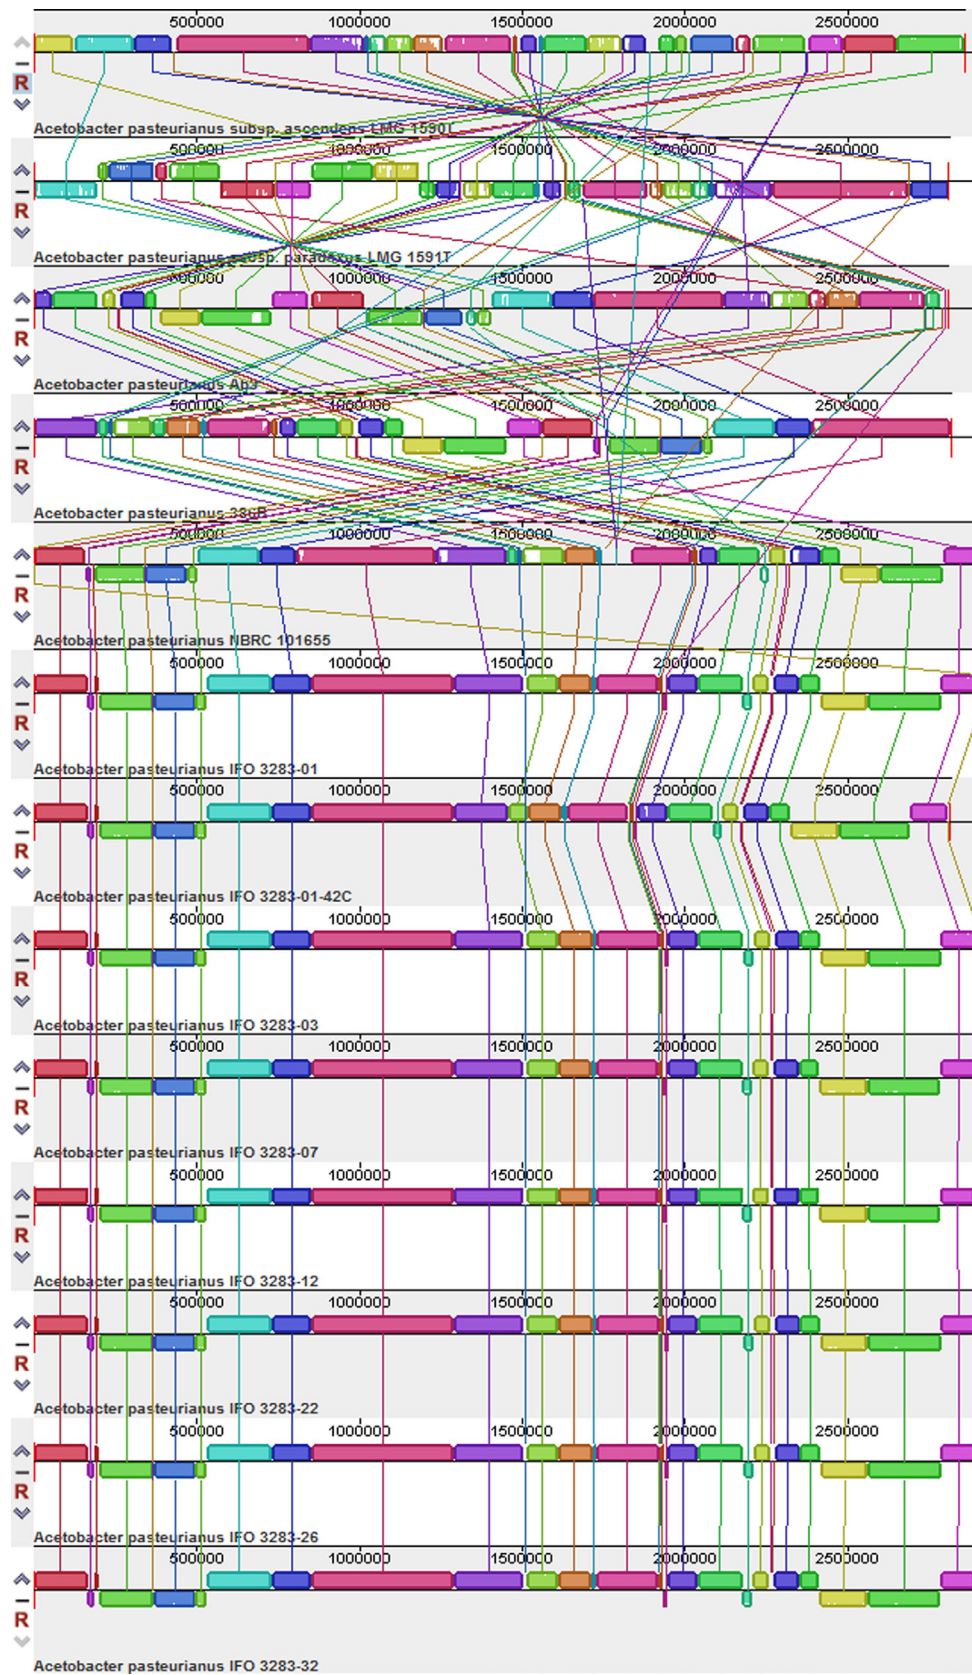 500000 1000000 1500000 2000000 2500000
R
Acetobacter pasteurianus subsp. ascendens LMG 1590T
500000 1000000 1500000 2000000 2500000
R
Acetobacter pasteurianus subsp. paradoxus LMG 1591T
500000 1000000 1500000 2000000 2500000
R
Acetobacter pasteurianus Ab3
500000 1000000 1500000 2000000 2500000
R
Acetobacter pasteurianus 386B
500000 1000000 1500000 2000000 2500000
R
Acetobacter pasteurianus NBRC 101655
500000 1000000 1500000 2000000 2500000
R
Acetobacter pasteurianus IFO 3283-01
500000 1000000 1500000 2000000 2500000
R
Acetobacter pasteurianus IFO 3283-01-42C
500000 1000000 1500000 2000000 2500000
R
Acetobacter pasteurianus IFO 3283-03
500000 1000000 1500000 2000000 2500000
R
Acetobacter pasteurianus IFO 3283-07
500000 1000000 1500000 2000000 2500000
R
Acetobacter pasteurianus IFO 3283-12
500000 1000000 1500000 2000000 2500000
R
Acetobacter pasteurianus IFO 3283-22
500000 1000000 1500000 2000000 2500000
R
Acetobacter pasteurianus IFO 3283-26
500000 1000000 1500000 2000000 2500000
R
Acetobacter pasteurianus IFO 3283-32